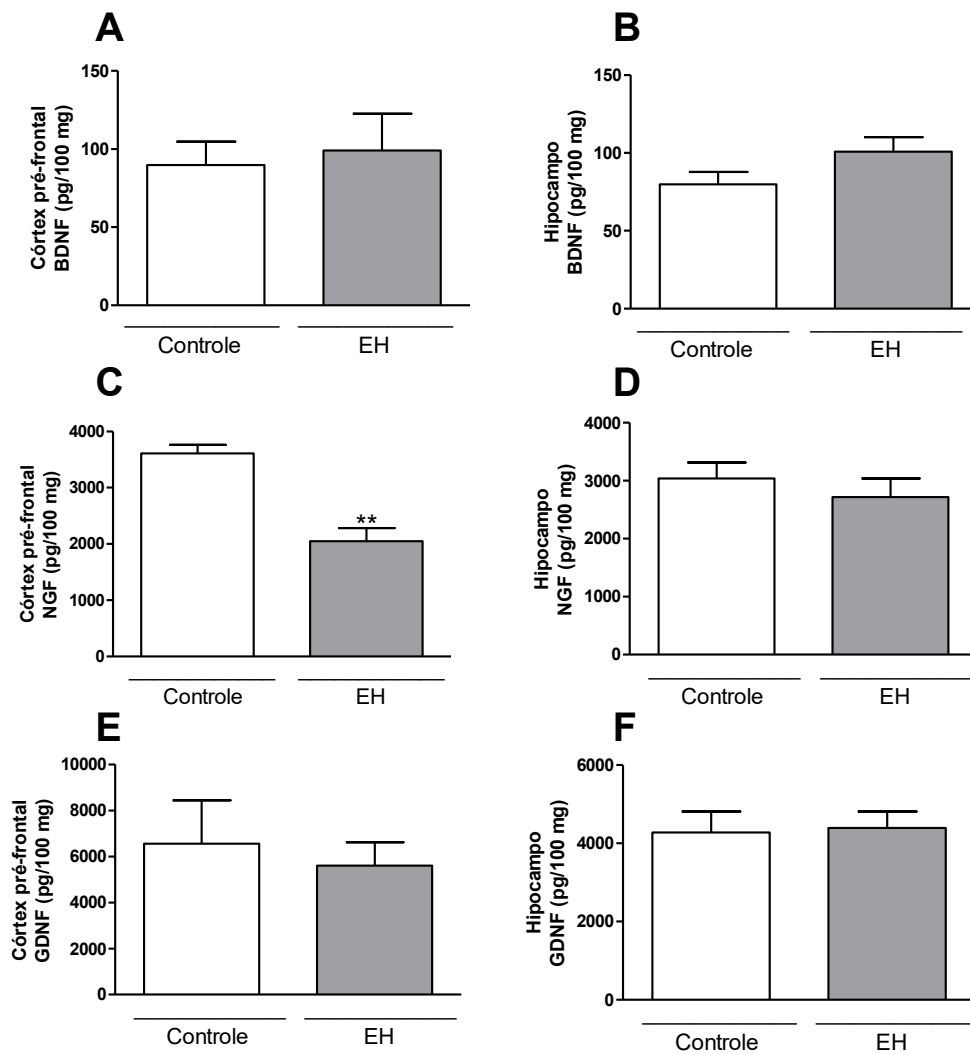 A
Córtex pré-frontal
BDNF (pg/100 mg)
150
100
50
0
Controle
EH
B
Hipocampo
BDNF (pg/100 mg)
150
100
50
0
Controle
EH
C
Córtex pré-frontal
NGF (pg/100 mg)
4000
3000
2000
1000
0
**
Controle
EH
D
Hipocampo
NGF (pg/100 mg)
4000
3000
2000
1000
0
Controle
EH
E
Córtex pré-frontal
GDNF (pg/100 mg)
10000
8000
6000
4000
2000
0
Controle
EH
F
Hipocampo
GDNF (pg/100 mg)
6000
4000
2000
0
Controle
EH